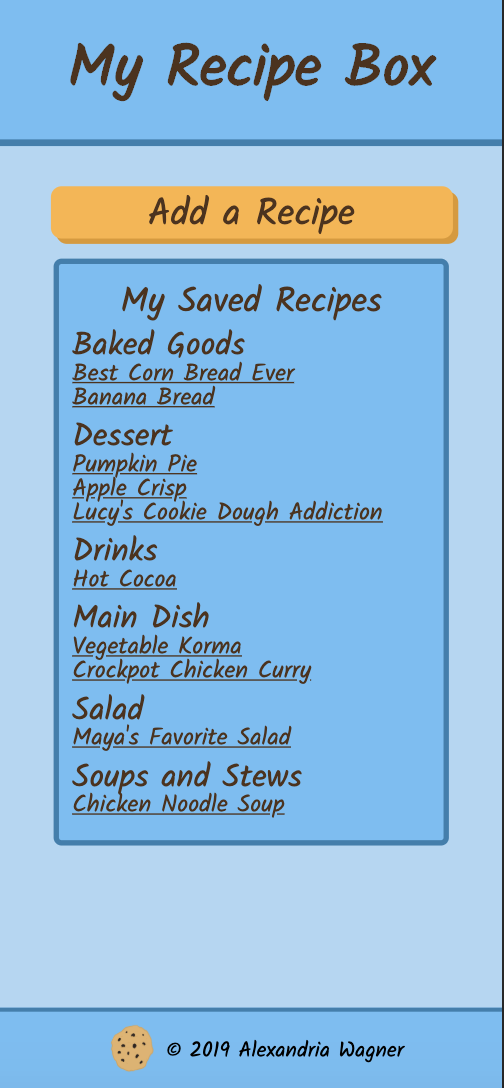 My Recipe Box
Add a Recipe
My Saved Recipes
Baked Goods
Best Corn Bread Ever
Banana Bread
Dessert
Pumpkin Pie
Apple Crisp
Lucy's Cookie Dough Addiction
Drinks
Hot Cocoa
Main Dish
Vegetable Korma
Crockpot Chicken Curry
Salad
Maya's Favorite Salad
Soups and Stews
Chicken Noodle Soup
© 2019 Alexandria Wagner